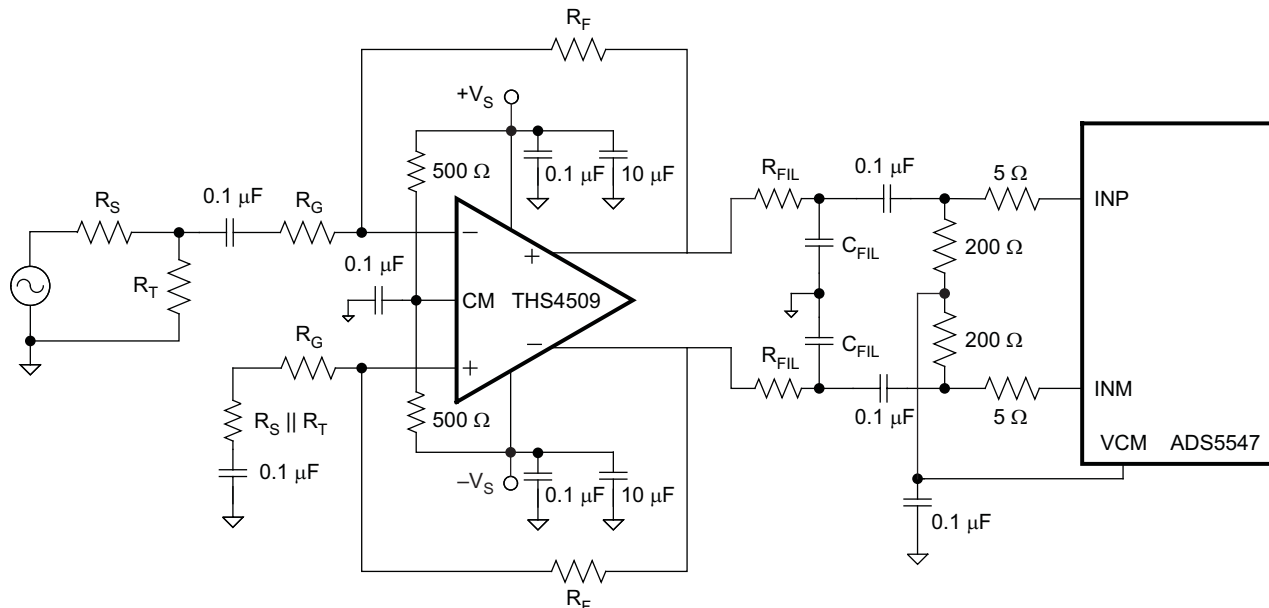 R_F
+V_S
500 Ω
0.1 μF
10 μF
R_S
0.1 μF
R_G
R_T
0.1 μF
−
+
CM
THS4509
+
−
R_G
R_S || R_T
0.1 μF
500 Ω
–V_S
0.1 μF
10 μF
R_F
R_FIL
0.1 μF
5 Ω
INP
C_FIL
200 Ω
C_FIL
200 Ω
R_FIL
0.1 μF
5 Ω
INM
VCM
ADS5547
0.1 μF